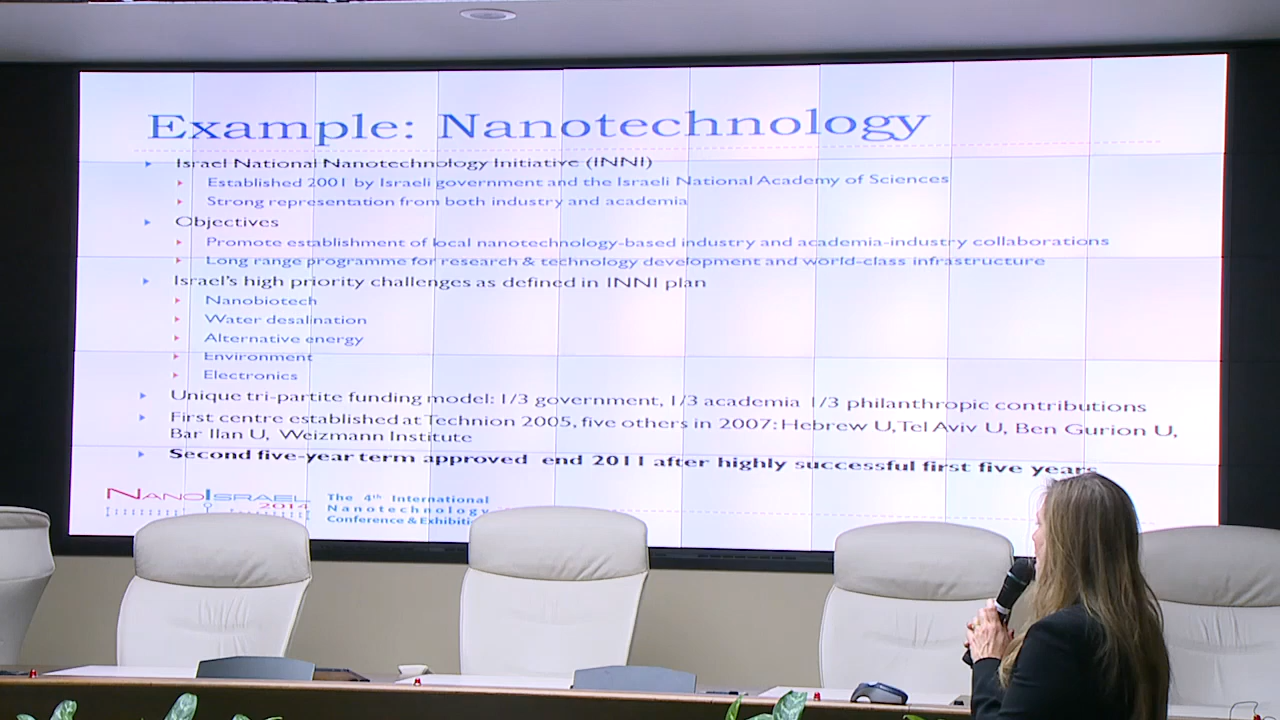 Example: Nanotechnology
Israel National Nanotechnology Initiative (INNI)
Established 2001 by Israeli government and the Israeli National Academy of Sciences
Strong representation from both industry and academia
Objectives
Promote establishment of local nanotechnology-based industry and academia-industry collaborations
Long range programme for research & technology development and world-class infrastructure
Israel's high priority challenges as defined in INNI plan
Nanobiotech
Water desalination
Alternative energy
Environment
Electronics
Unique tri-partite funding model: 1/3 government, 1/3 academia 1/3 philanthropic contributions
First centre established at Technion 2005, five others in 2007: Hebrew U, Tel Aviv U, Ben Gurion U,
Bar Ilan U, Weizmann Institute
Second five-year term approved end 2011 after highly successful first five years
NANOISRAEL
2014
The 4th International
Nanotechnology
Conference & Exhibiti